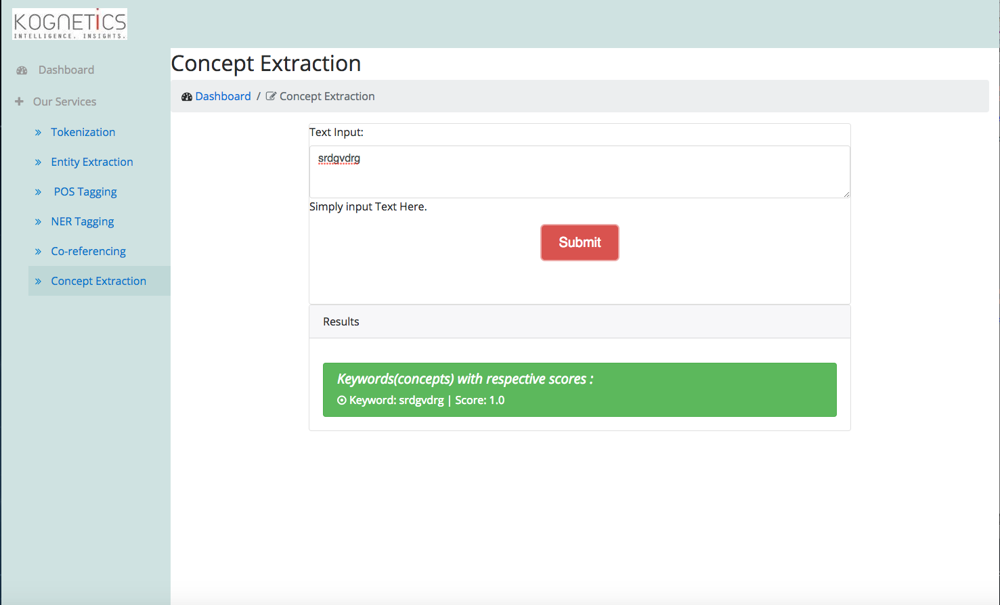 KOGNETiCS
INTELLIGENCE. INSIGHTS.
Dashboard
Our Services
Tokenization
Entity Extraction
POS Tagging
NER Tagging
Co-referencing
Concept Extraction
Concept Extraction
Dashboard / Concept Extraction
Text Input:
srdgvdrg
Simply input Text Here.
Submit
Results
Keywords(concepts) with respective scores :
Keyword: srdgvdrg | Score: 1.0